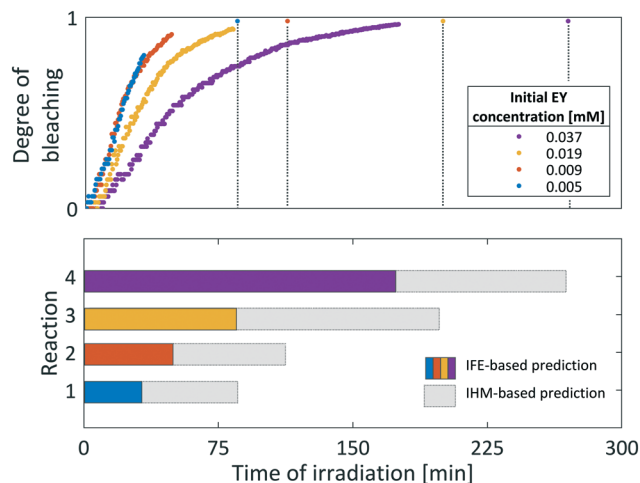 1
Degree of
bleaching
0
Initial EY
concentration [mM]
0.037
0.019
0.009
0.005
Reaction
4
3
2
1
IFE-based prediction
IHM-based prediction
0 75 150 225 300
Time of irradiation [min]